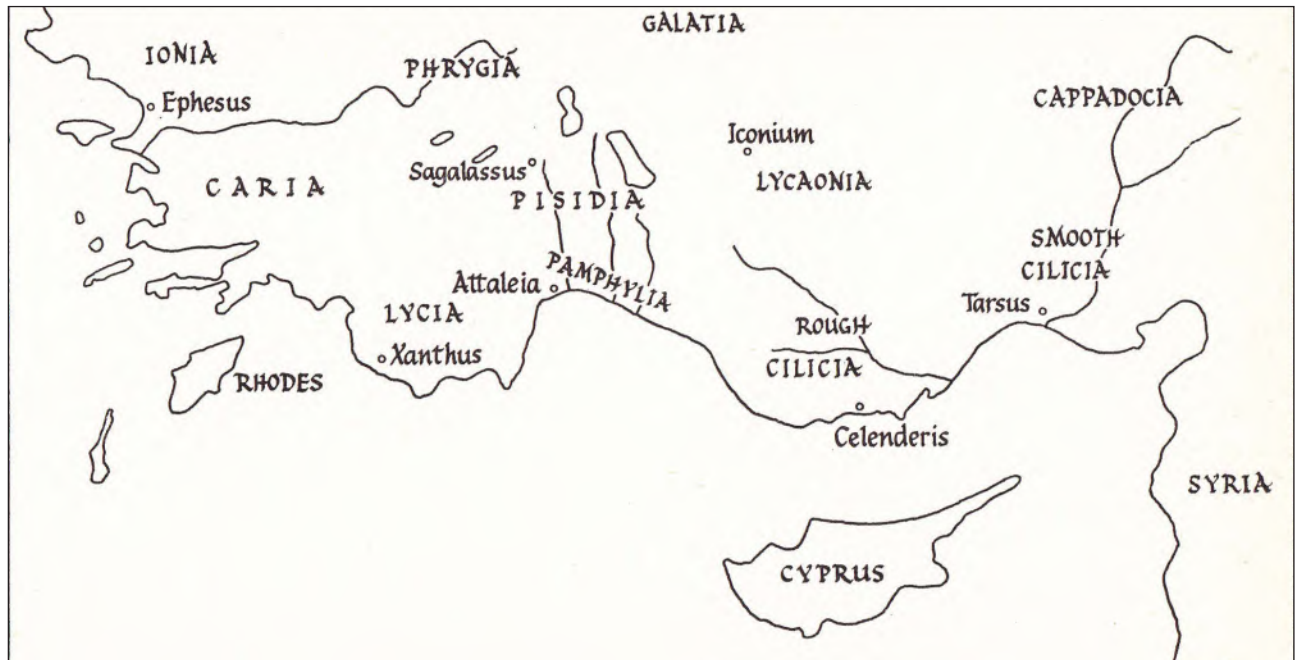 GALATIA
IONIA
PHRYGIA
Ephesus
CAPPADOCIA
Iconium
Sagalassus
LYCAONIA
CARIA
PISIDIA
SMOOTH
CILICIA
PAMPHYLIA
Attaleia
Tarsus
LYCIA
ROUGH
CILICIA
Xanthus
RHODES
Celenderis
SYRIA
CYPRUS